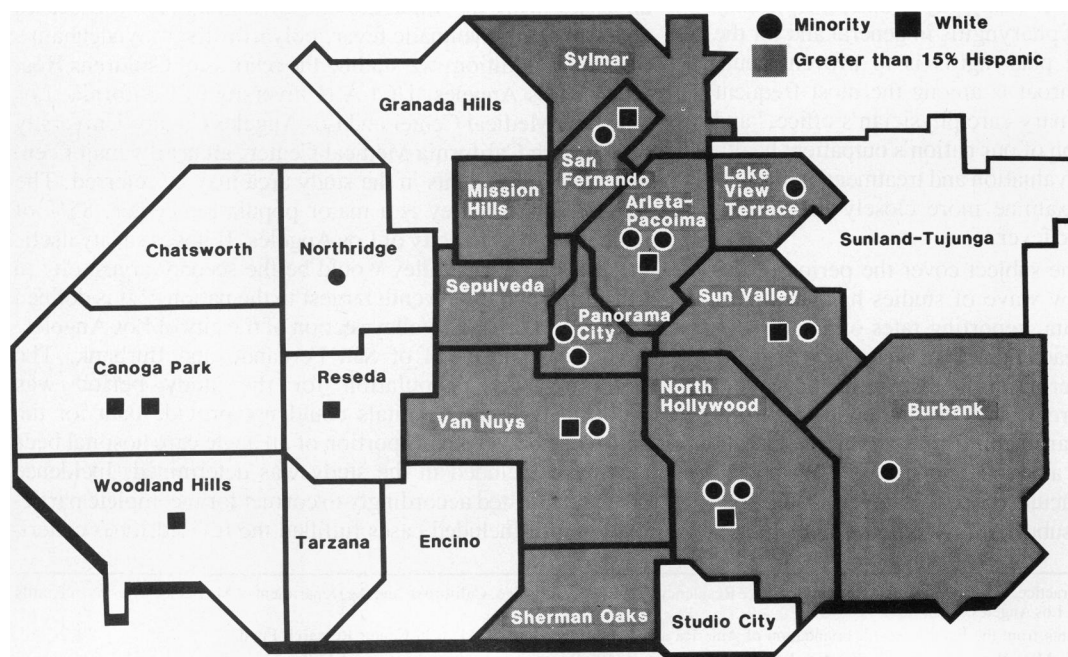 Minority
White
Greater than 15% Hispanic
Sylmar
Granada Hills
San
Fernando
Mission
Hills
Arleta-
Pacoima
Lake
View
Terrace
Sunland-Tujunga
Chatsworth
Northridge
Sepulveda
Panorama
City
Sun Valley
Canoga Park
Reseda
Van Nuys
North
Hollywood
Burbank
Woodland Hills
Tarzana
Encino
Sherman Oaks
Studio City